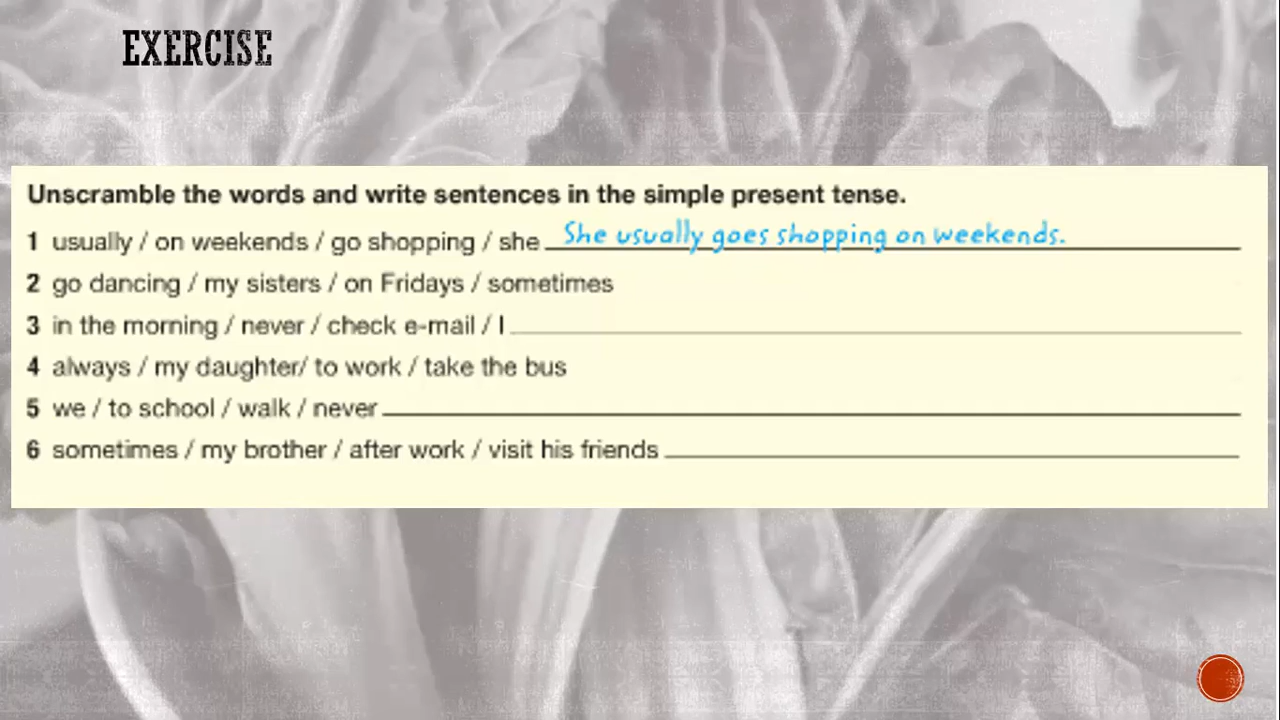 EXERCISE
Unscramble the words and write sentences in the simple present tense.
1 usually / on weekends / go shopping / she She usually goes shopping on weekends.
2 go dancing / my sisters / on Fridays / sometimes
3 in the morning / never / check e-mail / I
4 always / my daughter/ to work / take the bus
5 we / to school / walk / never
6 sometimes / my brother / after work / visit his friends